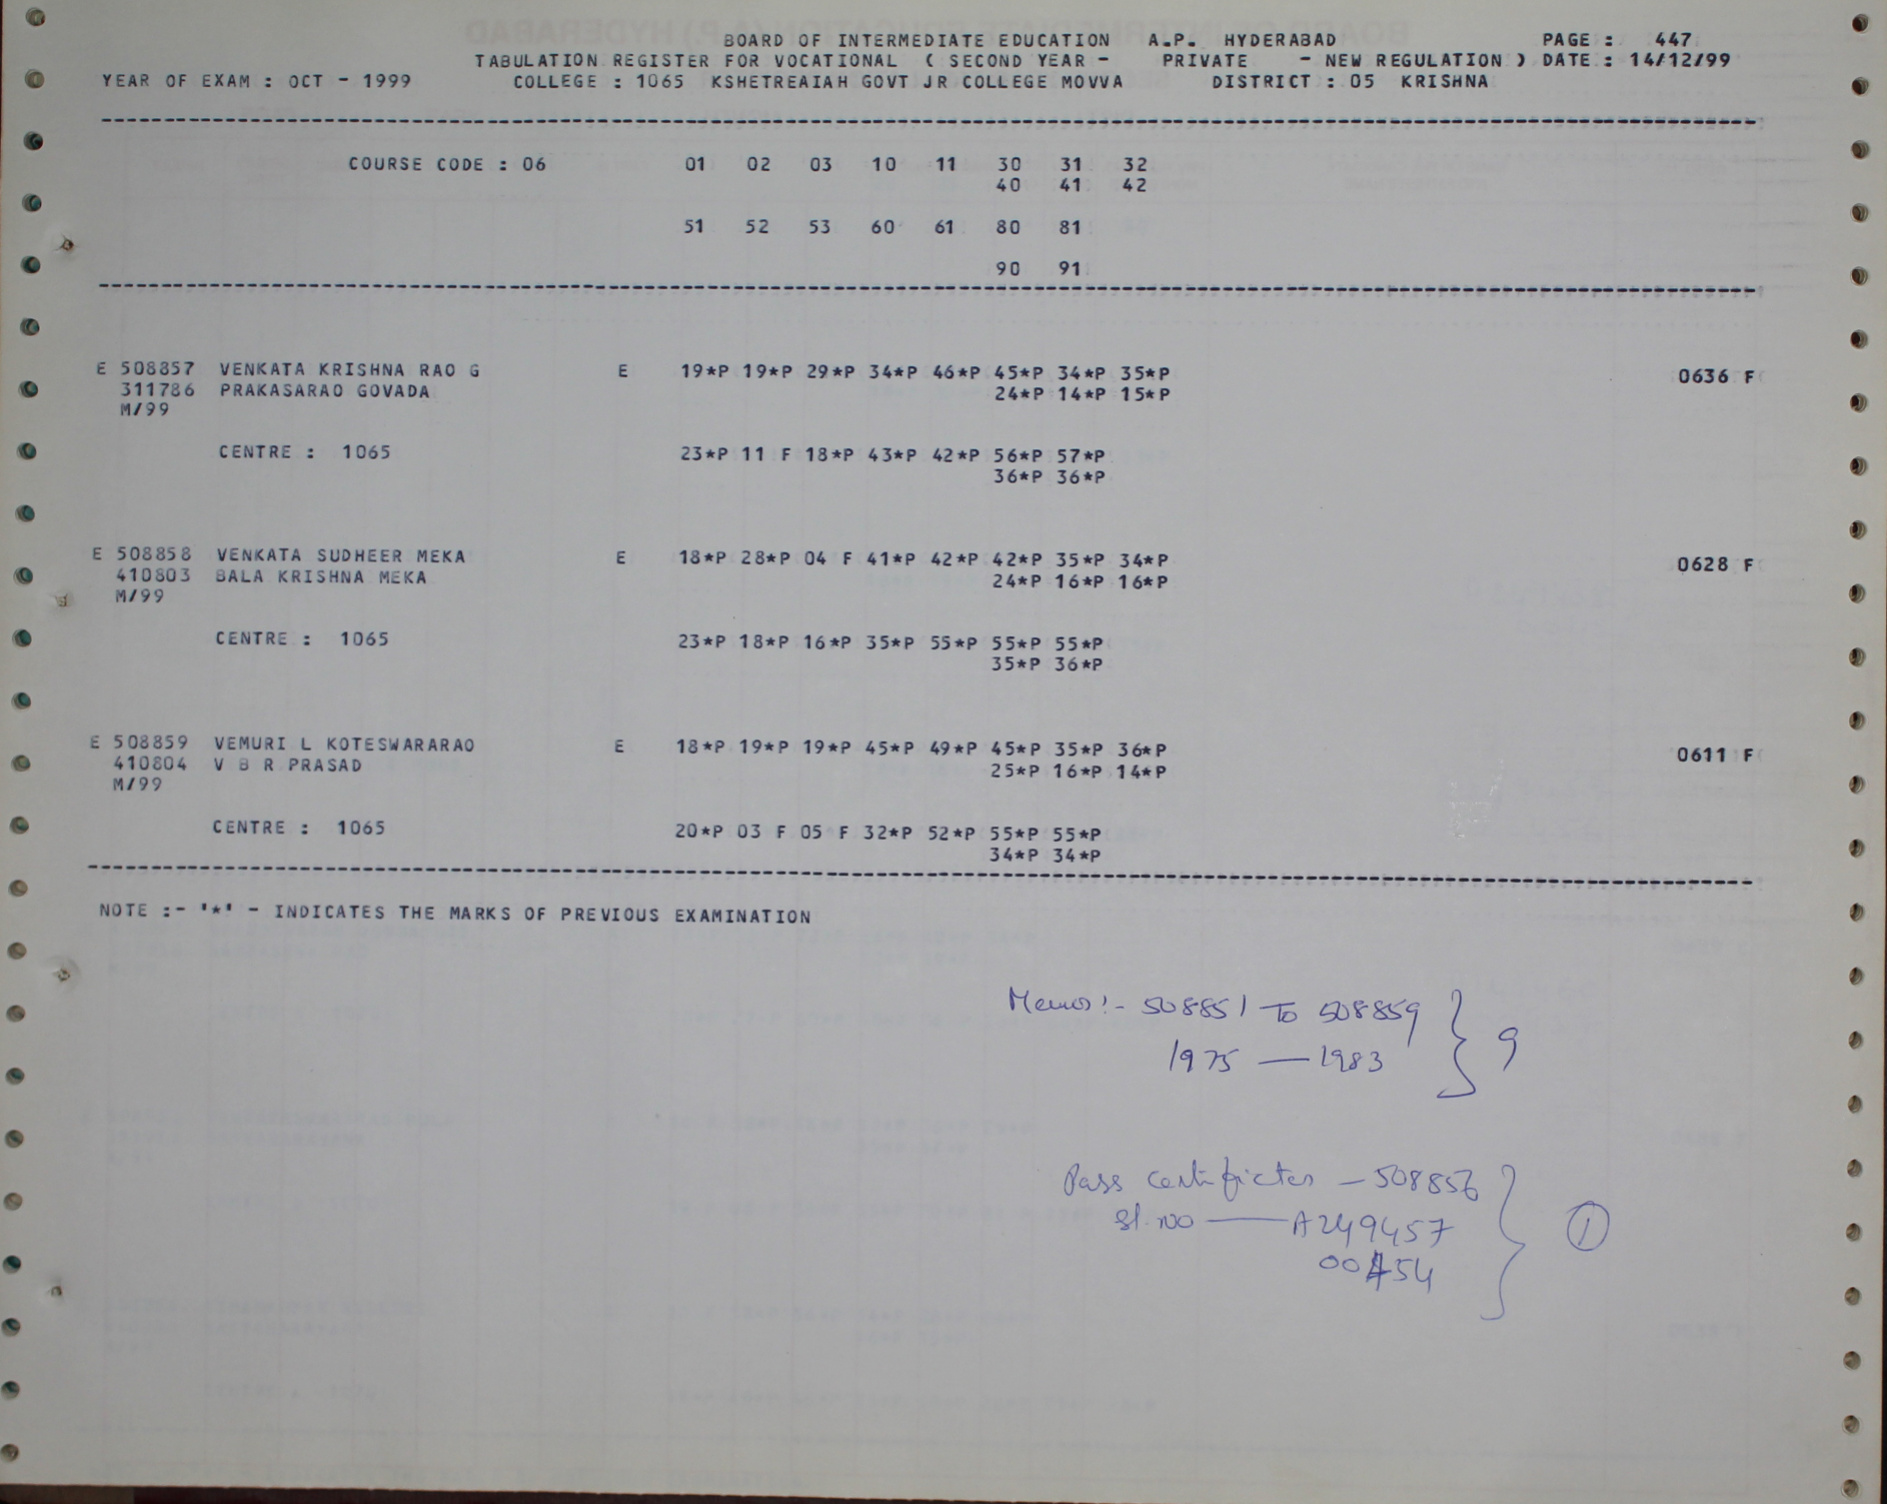 BOARD OF INTERMEDIATE EDUCATION A.P. HYDERABAD PAGE : 447
TABULATION REGISTER FOR VOCATIONAL ( SECOND YEAR - PRIVATE - NEW REGULATION ) DATE : 14/12/99
YEAR OF EXAM : OCT - 1999 COLLEGE : 1065 KSHETREAIAH GOVT JR COLLEGE MOVVA DISTRICT : 05 KRISHNA
COURSE CODE : 06 01 02 03 10 11 30 31 32
40 41 42
51 52 53 60 61 80 81
90 91
E 508857 VENKATA KRISHNA RAO G E 19*P 19*P 29*P 34*P 46*P 45*P 34*P 35*P 0636 F
311786 PRAKASARAO GOVADA 24*P 14*P 15*P
M/99
CENTRE : 1065 23*P 11 F 18*P 43*P 42*P 56*P 57*P
36*P 36*P
E 508858 VENKATA SUDHEER MEKA E 18*P 28*P 04 F 41*P 42*P 42*P 35*P 34*P 0628 F
410803 BALA KRISHNA MEKA 24*P 16*P 16*P
M/99
CENTRE : 1065 23*P 18*P 16*P 35*P 55*P 55*P 55*P
35*P 36*P
E 508859 VEMURI L KOTESWARARAO E 18*P 19*P 19*P 45*P 49*P 45*P 35*P 36*P 0611 F
410804 V B R PRASAD 25*P 16*P 14*P
M/99
CENTRE : 1065 20*P 03 F 05 F 32*P 52*P 55*P 55*P
34*P 34*P
NOTE :- '*' - INDICATES THE MARKS OF PREVIOUS EXAMINATION
Memos:- 508851 To 508859 } 9
1975 — 1983
Pass certificates - 508856 } 1
Sl. no — A249457
00454